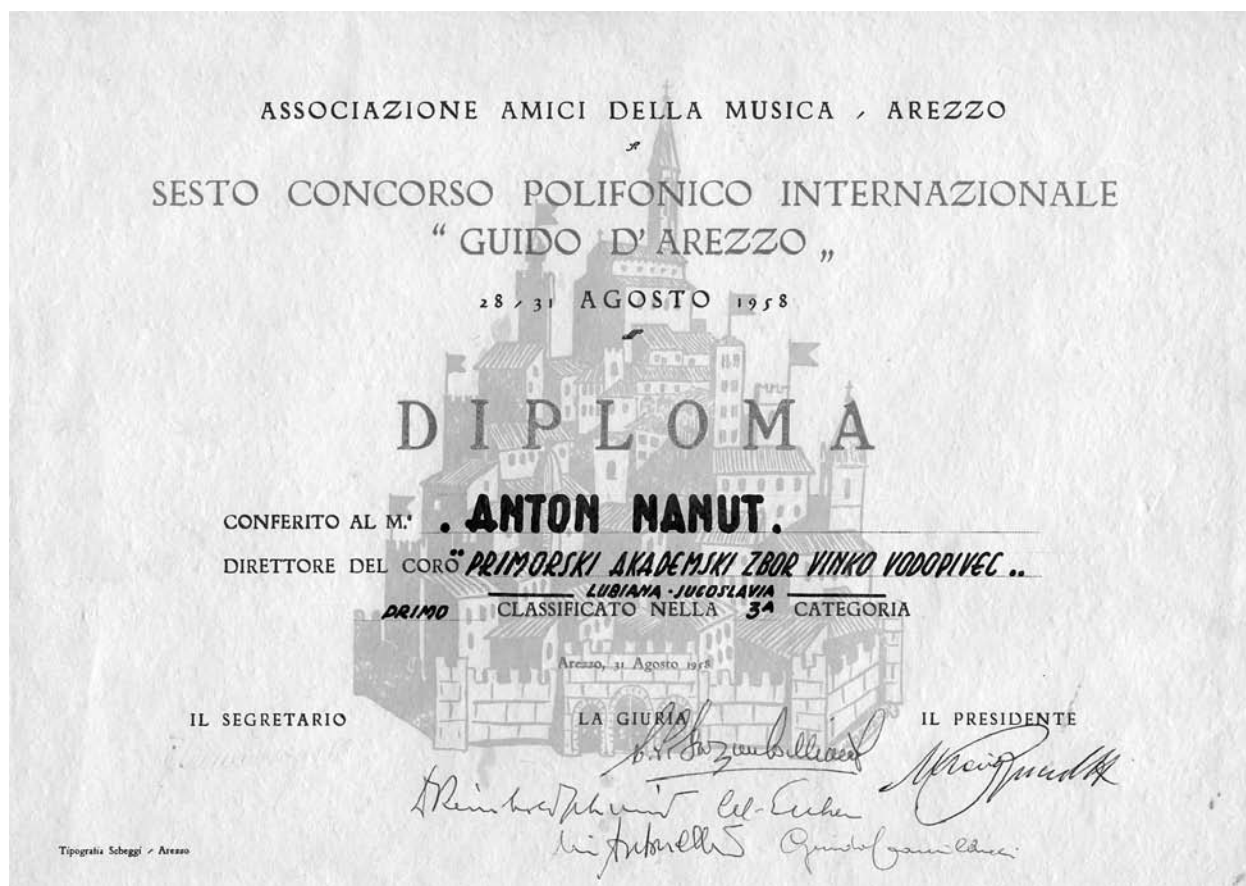 ASSOCIAZIONE AMICI DELLA MUSICA / AREZZO
SESTO CONCORSO POLIFONICO INTERNAZIONALE
“ GUIDO D'AREZZO „
28 / 31 AGOSTO 1958
DIPLOMA
CONFERITO AL M.° . ANTON NANUT.
DIRETTORE DEL CORO " PRIMORSKI AKADEMSKI ZBOR VINKO VODOPIVEC ..
LUBIANA - JUGOSLAVIA
PRIMO CLASSIFICATO NELLA 3ª CATEGORIA
Arezzo, 31 Agosto 1958
IL SEGRETARIO LA GIURIA IL PRESIDENTE
Tipografia Sebeggi / Arezzo